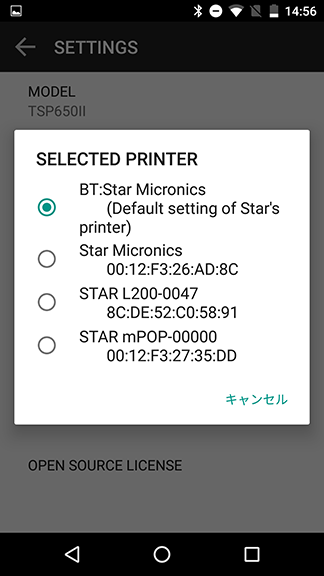 14:56
SETTINGS
MODEL
TSP650II
SELECTED PRINTER
BT:Star Micronics
(Default setting of Star's
printer)
Star Micronics
00:12:F3:26:AD:8C
STAR L200-0047
8C:DE:52:C0:58:91
STAR mPOP-00000
00:12:F3:27:35:DD
キャンセル
OPEN SOURCE LICENSE